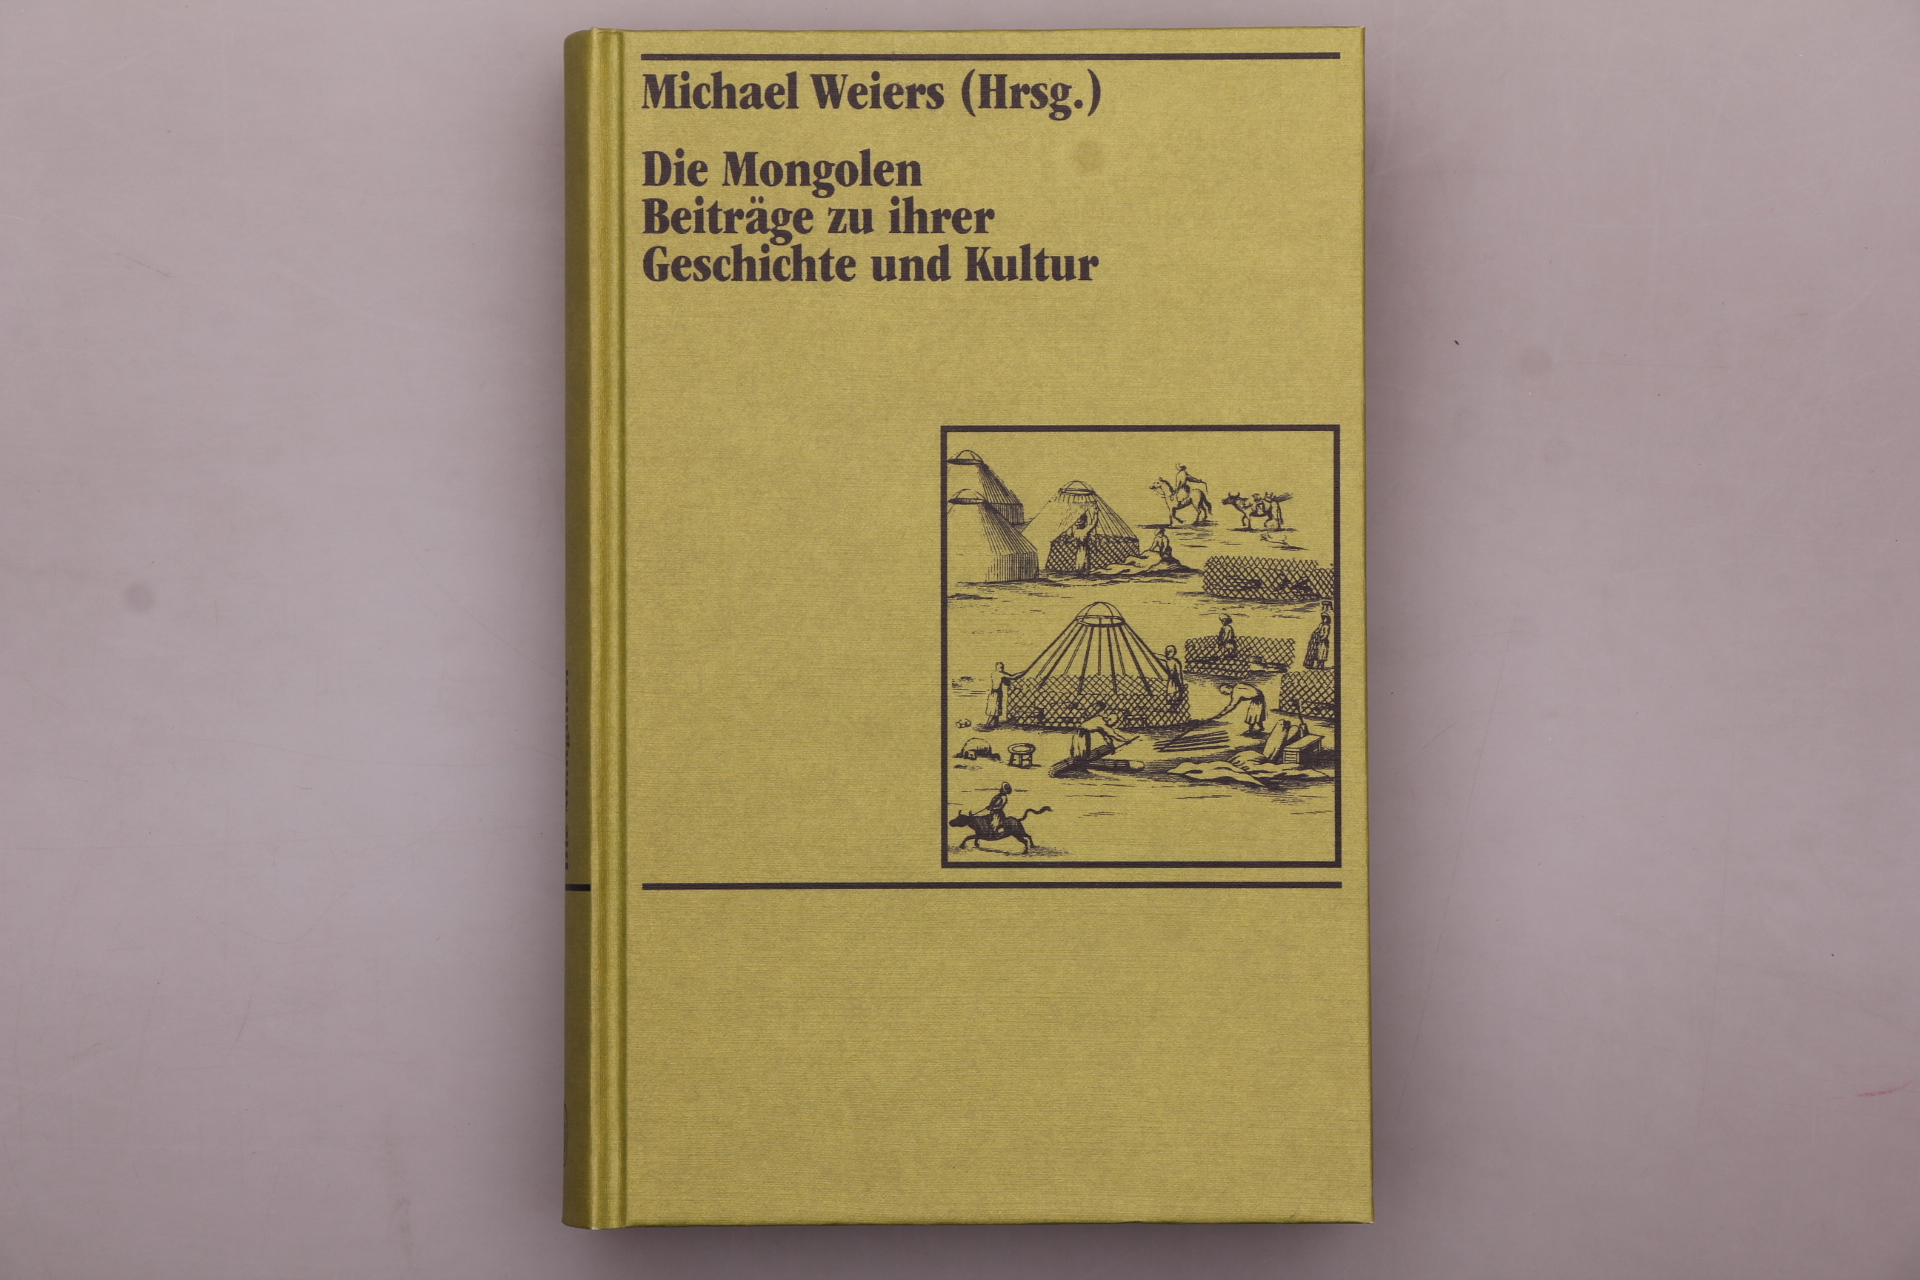 Michael Weiers (Hrsg.)
Die Mongolen
Beiträge zu ihrer
Geschichte und Kultur